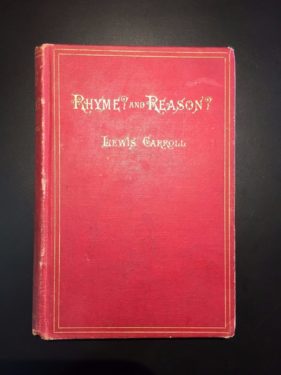 RHYME? AND REASON?
LEWIS CARROLL